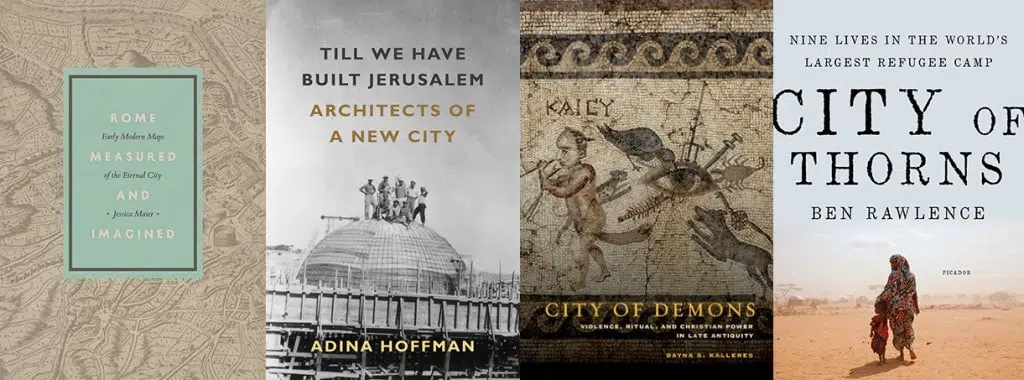 ROME
Early Modern Maps
MEASURED
of the Eternal City
AND
• Jessica Maier •
IMAGINED
TILL WE HAVE
BUILT JERUSALEM
ARCHITECTS OF
A NEW CITY
ADINA HOFFMAN
KAICY
CITY OF DEMONS
VIOLENCE, RITUAL, AND CHRISTIAN POWER
IN LATE ANTIQUITY
DAYNA S. KALLERES
NINE LIVES IN THE WORLD'S
LARGEST REFUGEE CAMP
CITY OF
THORNS
BEN RAWLENCE
PICADOR